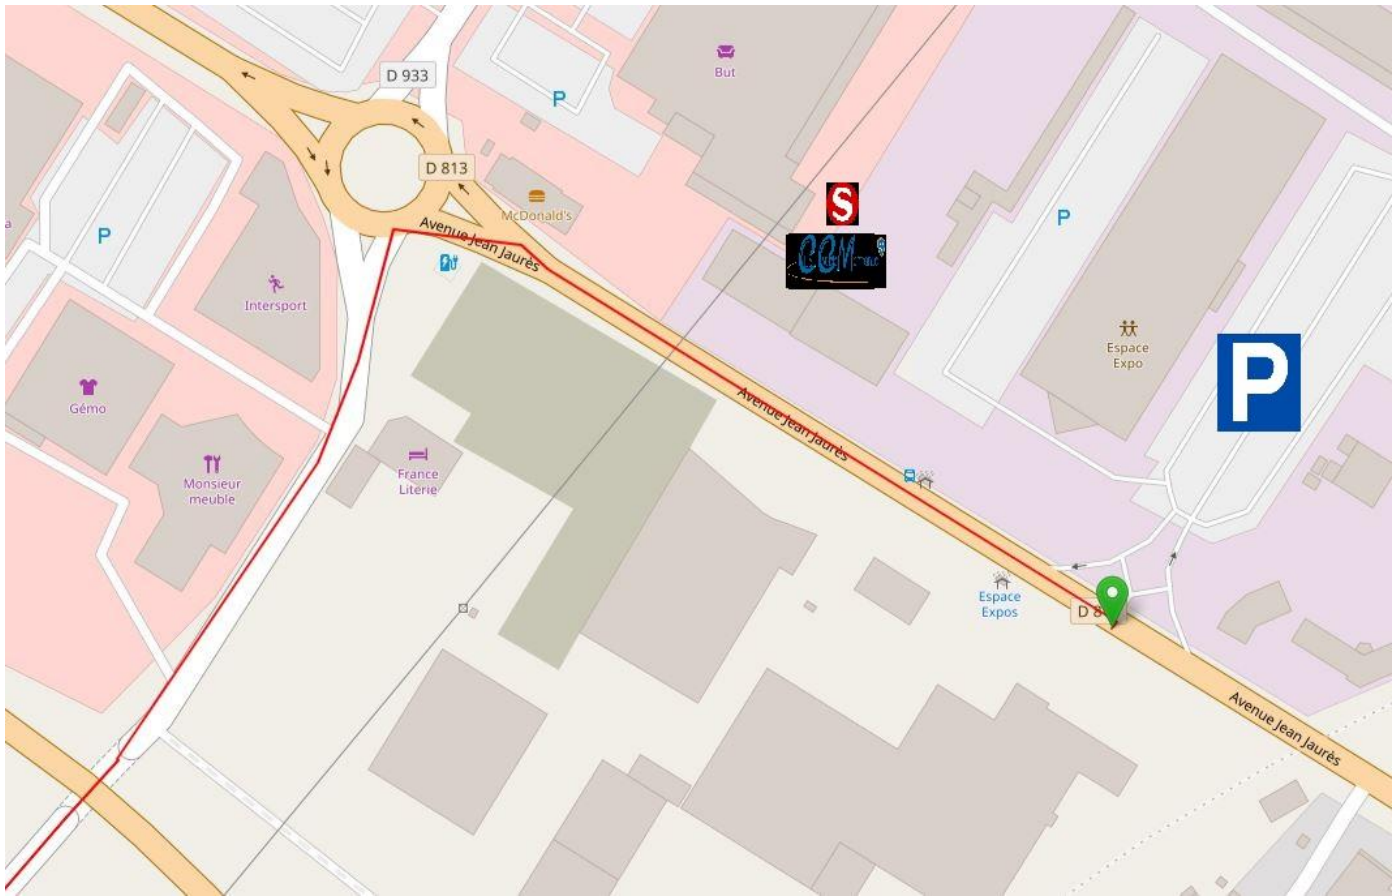 But
D 933
P
D 813
McDonald's
S
Avenue Jean Jaurès
a
P
P
CCM
Intersport
Espace
Expo
P
Gémo
Avenue Jean Jaurès
France
Literie
Monsieur
meuble
Espace
Expos
D 8
Avenue Jean Jaurès